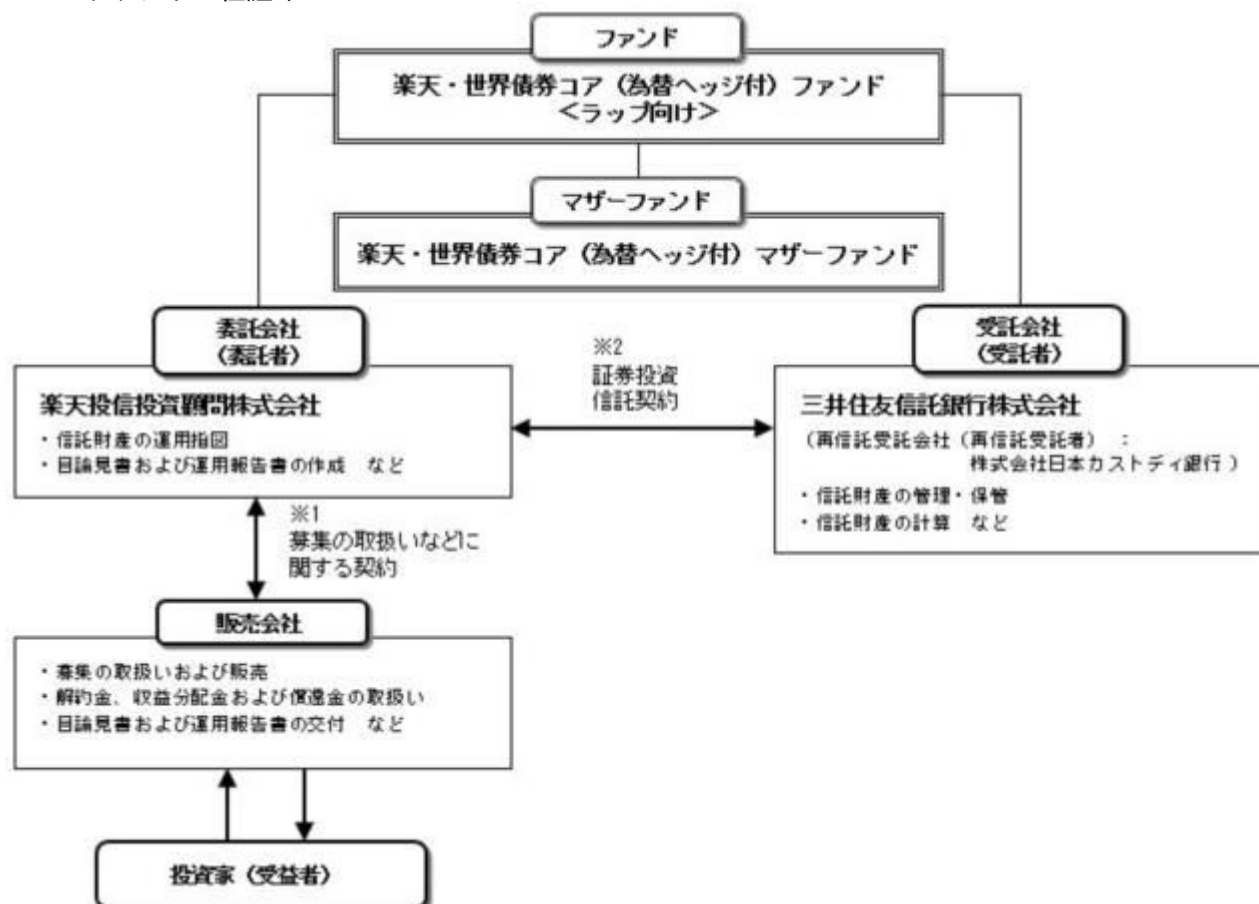 ファンド
楽天・世界債券コア（為替ヘッジ付）ファンド
＜ラップ向け＞
マザーファンド
楽天・世界債券コア（為替ヘッジ付）マザーファンド
委託会社
（委託者）
楽天投信投資顧問株式会社
・信託財産の運用指図
・目論見書および運用報告書の作成　など
※2
証券投資
信託契約
受託会社
（受託者）
三井住友信託銀行株式会社
（再信託受託会社（再信託受託者）：
株式会社日本カストディ銀行）
・信託財産の管理・保管
・信託財産の計算　など
※1
募集の取扱いなどに
関する契約
販売会社
・募集の取扱いおよび販売
・解約金、収益分配金および償還金の取扱い
・目論見書および運用報告書の交付　など
投資家（受益者）